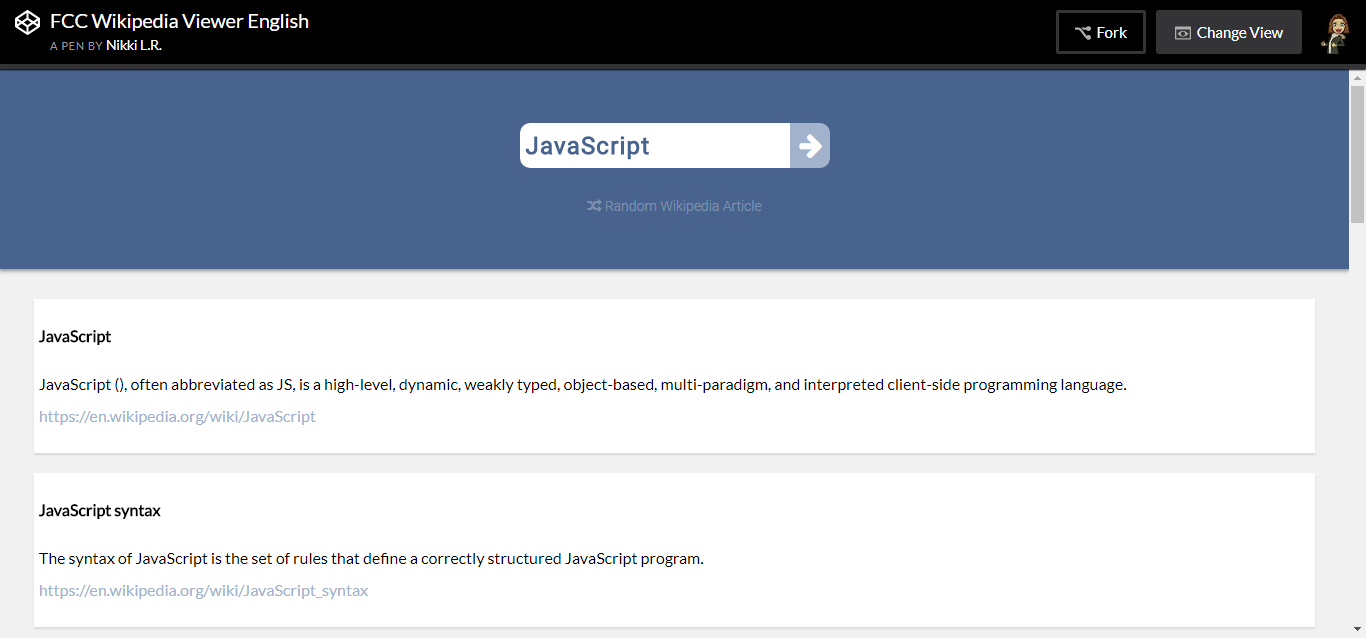 FCC Wikipedia Viewer English
A PEN BY Nikki L.R.
Fork
Change View
JavaScript
Random Wikipedia Article
JavaScript
JavaScript (), often abbreviated as JS, is a high-level, dynamic, weakly typed, object-based, multi-paradigm, and interpreted client-side programming language.
https://en.wikipedia.org/wiki/JavaScript
JavaScript syntax
The syntax of JavaScript is the set of rules that define a correctly structured JavaScript program.
https://en.wikipedia.org/wiki/JavaScript_syntax